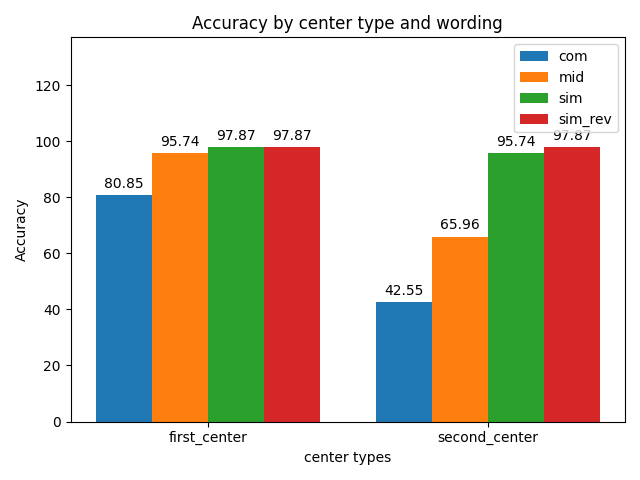 Accuracy by center type and wording
com
mid
sim
sim_rev
Accuracy
0
20
40
60
80
100
120
80.85
95.74
97.87
97.87
42.55
65.96
95.74
97.87
first_center
second_center
center types